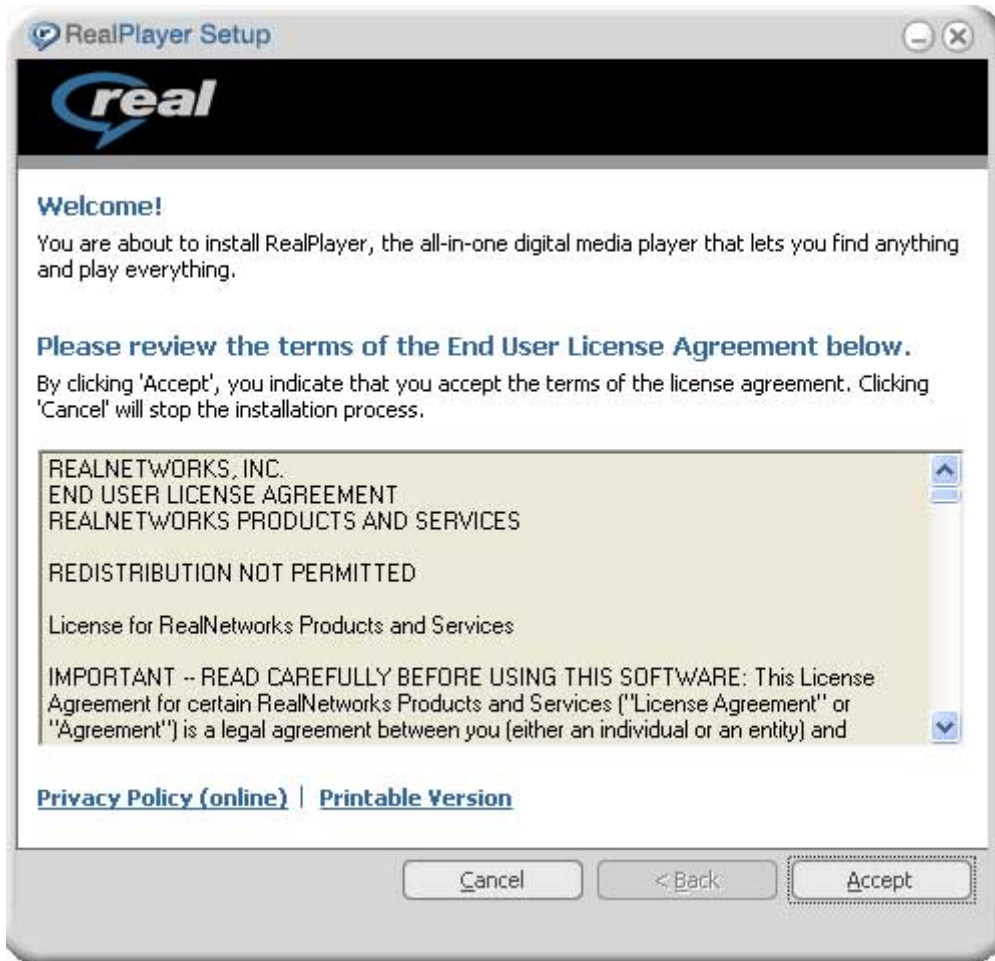 RealPlayer Setup
real
Welcome!
You are about to install RealPlayer, the all-in-one digital media player that lets you find anything
and play everything.
Please review the terms of the End User License Agreement below.
By clicking 'Accept', you indicate that you accept the terms of the license agreement. Clicking
'Cancel' will stop the installation process.
REALNETWORKS, INC.
END USER LICENSE AGREEMENT
REALNETWORKS PRODUCTS AND SERVICES
REDISTRIBUTION NOT PERMITTED
License for RealNetworks Products and Services
IMPORTANT -- READ CAREFULLY BEFORE USING THIS SOFTWARE: This License
Agreement for certain RealNetworks Products and Services ("License Agreement" or
"Agreement") is a legal agreement between you (either an individual or an entity) and
Privacy Policy (online) | Printable Version
Cancel < Back Accept